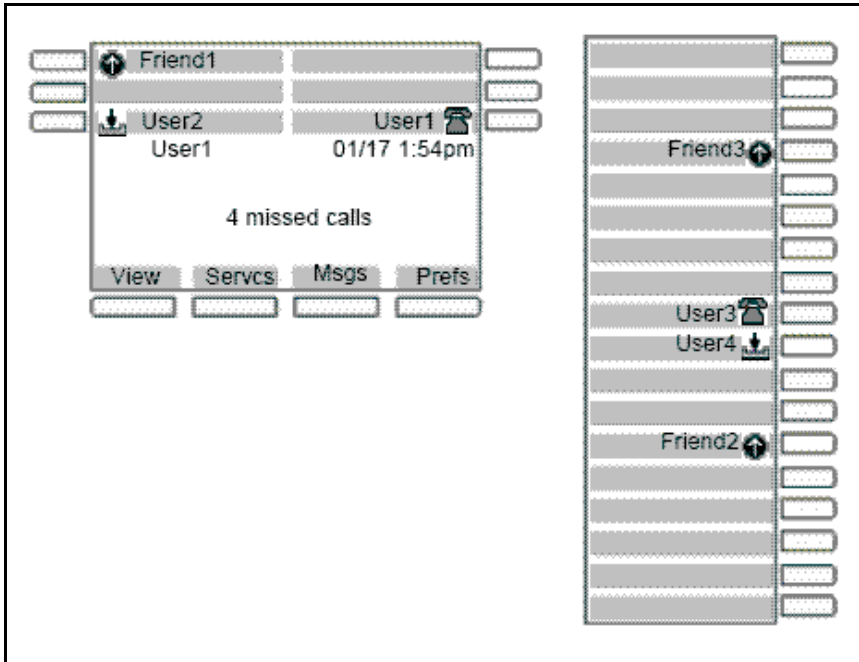 Friend1
User2 User1
User1 01/17 1:54pm
4 missed calls
View Servcs Msgs Prefs
Friend3
User3
User4
Friend2